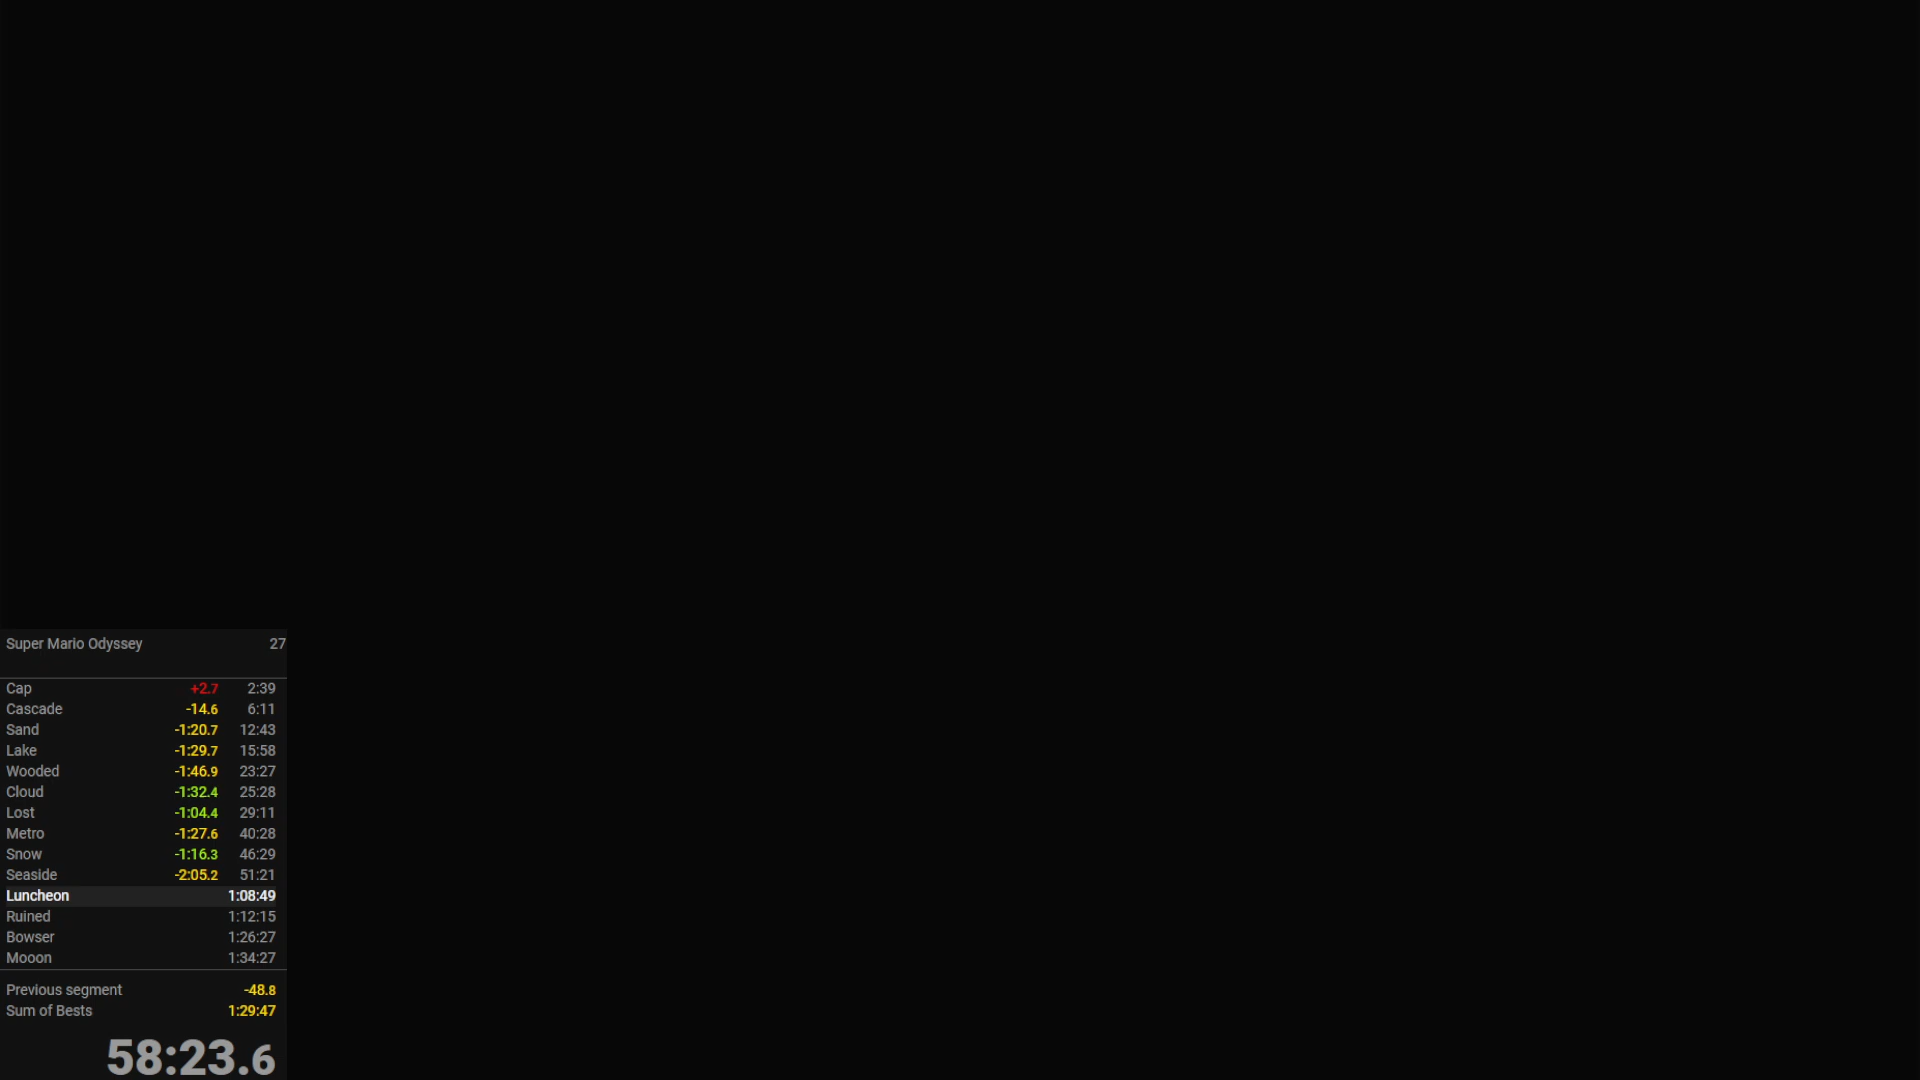 Super Mario Odyssey 27
Cap +2.7 2:39
Cascade -14.6 6:11
Sand -1:20.7 12:43
Lake -1:29.7 15:58
Wooded -1:46.9 23:27
Cloud -1:32.4 25:28
Lost -1:04.4 29:11
Metro -1:27.6 40:28
Snow -1:16.3 46:29
Seaside -2:05.2 51:21
Luncheon 1:08:49
Ruined 1:12:15
Bowser 1:26:27
Mooon 1:34:27
Previous segment -48.8
Sum of Bests 1:29:47
58:23.6